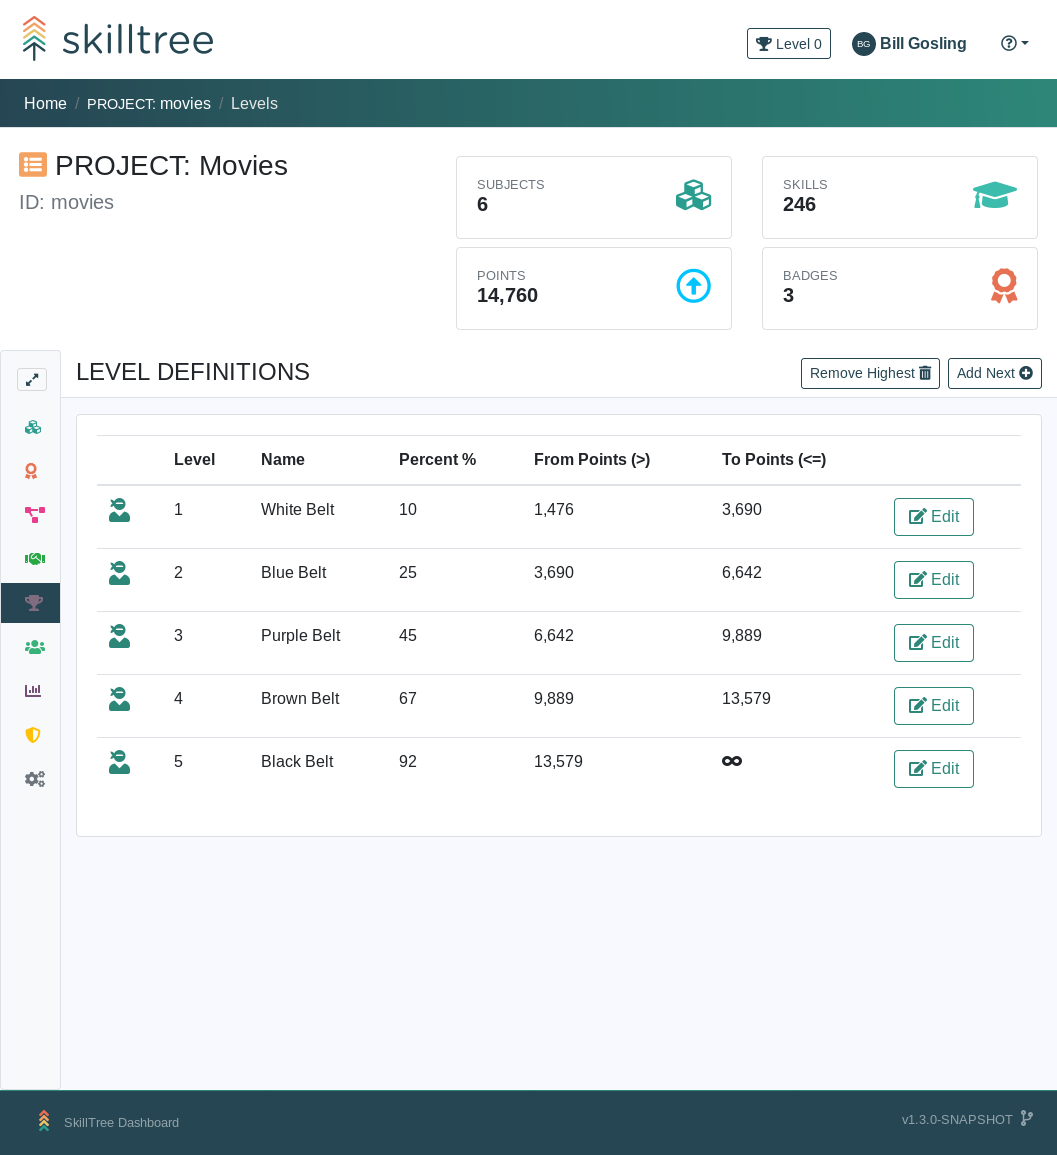 skilltree
Level 0
BG Bill Gosling
Home / PROJECT: movies / Levels
PROJECT: Movies
ID: movies
SUBJECTS
6
SKILLS
246
POINTS
14,760
BADGES
3
LEVEL DEFINITIONS
Remove Highest
Add Next
Level Name Percent % From Points (>) To Points (<=)
1 White Belt 10 1,476 3,690 Edit
2 Blue Belt 25 3,690 6,642 Edit
3 Purple Belt 45 6,642 9,889 Edit
4 Brown Belt 67 9,889 13,579 Edit
5 Black Belt 92 13,579 ∞ Edit
SkillTree Dashboard
v1.3.0-SNAPSHOT